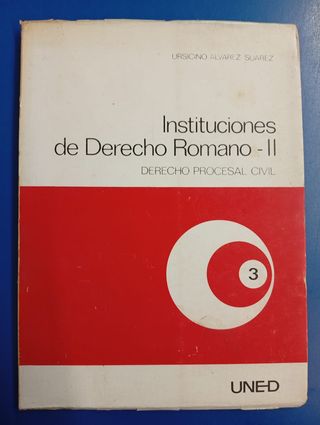 URSICINO ALVAREZ SUAREZ
Instituciones
de Derecho Romano - II
DERECHO PROCESAL CIVIL
3
UNED